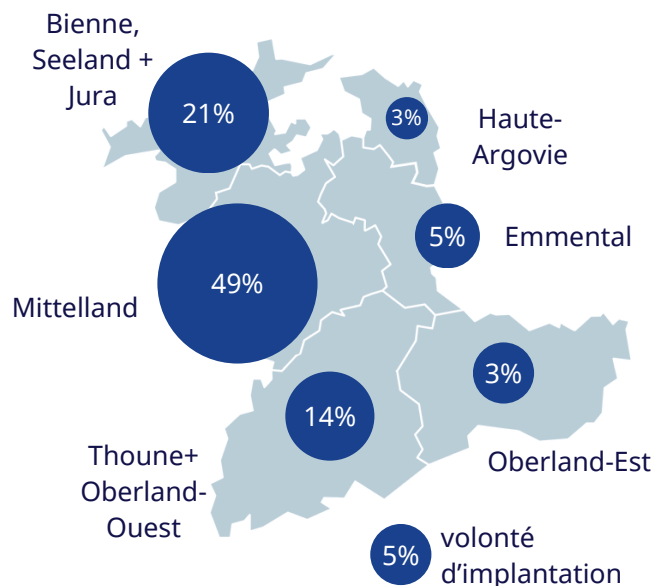 Bienne,
Seeland +
Jura
21%
3%
Haute-
Argovie
5%
Emmental
49%
Mittelland
3%
14%
Oberland-Est
Thoune+
Oberland-
Ouest
5%
volonté
d'implantation